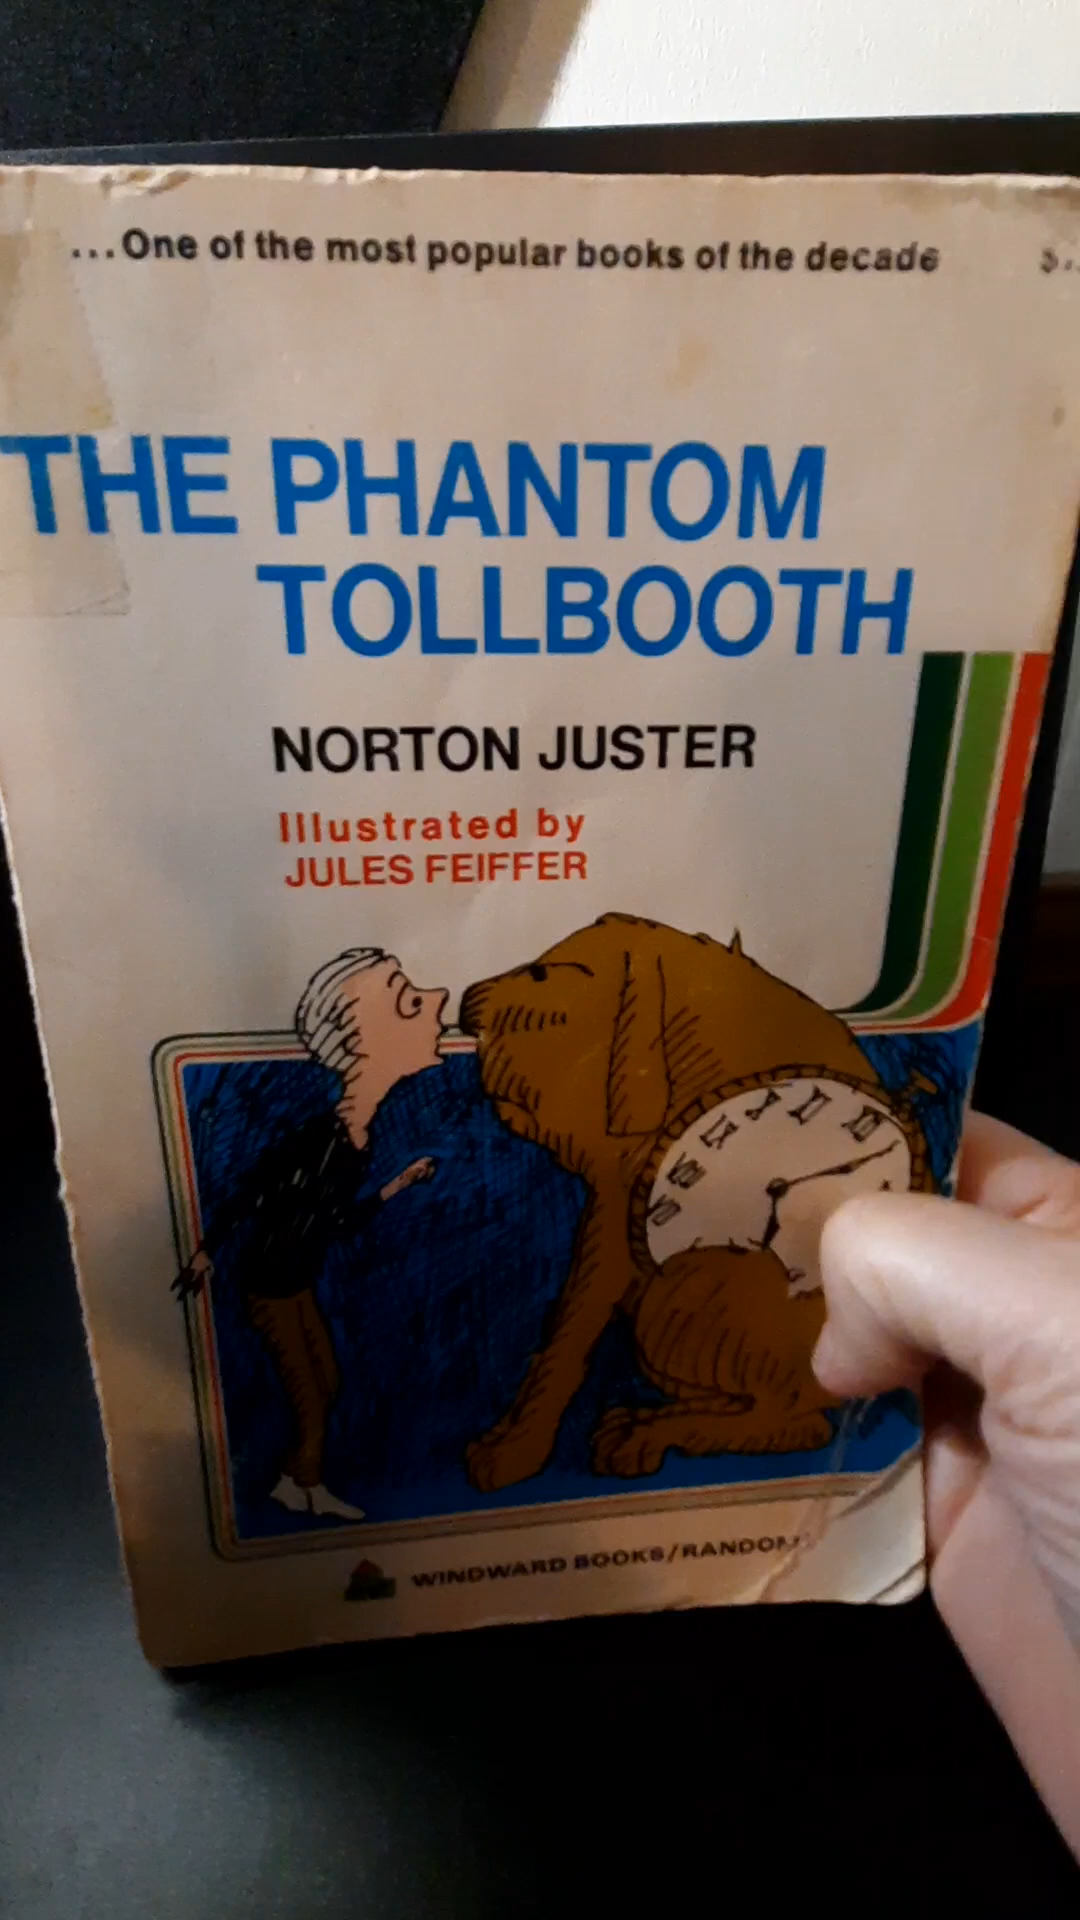 ...One of the most popular books of the decade
THE PHANTOM
TOLLBOOTH
NORTON JUSTER
Illustrated by
JULES FEIFFER
WINDWARD BOOKS/RANDOM